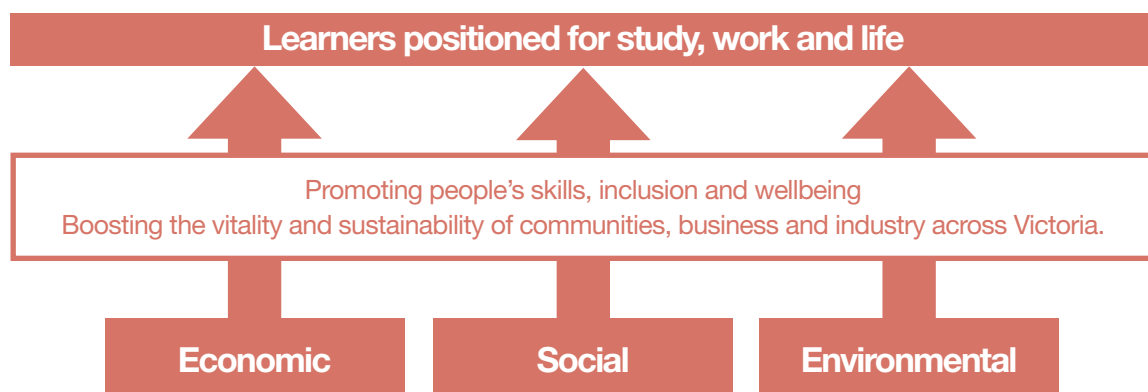 Learners positioned for study, work and life
Promoting people’s skills, inclusion and wellbeing
Boosting the vitality and sustainability of communities, business and industry across Victoria.
Economic
Social
Environmental